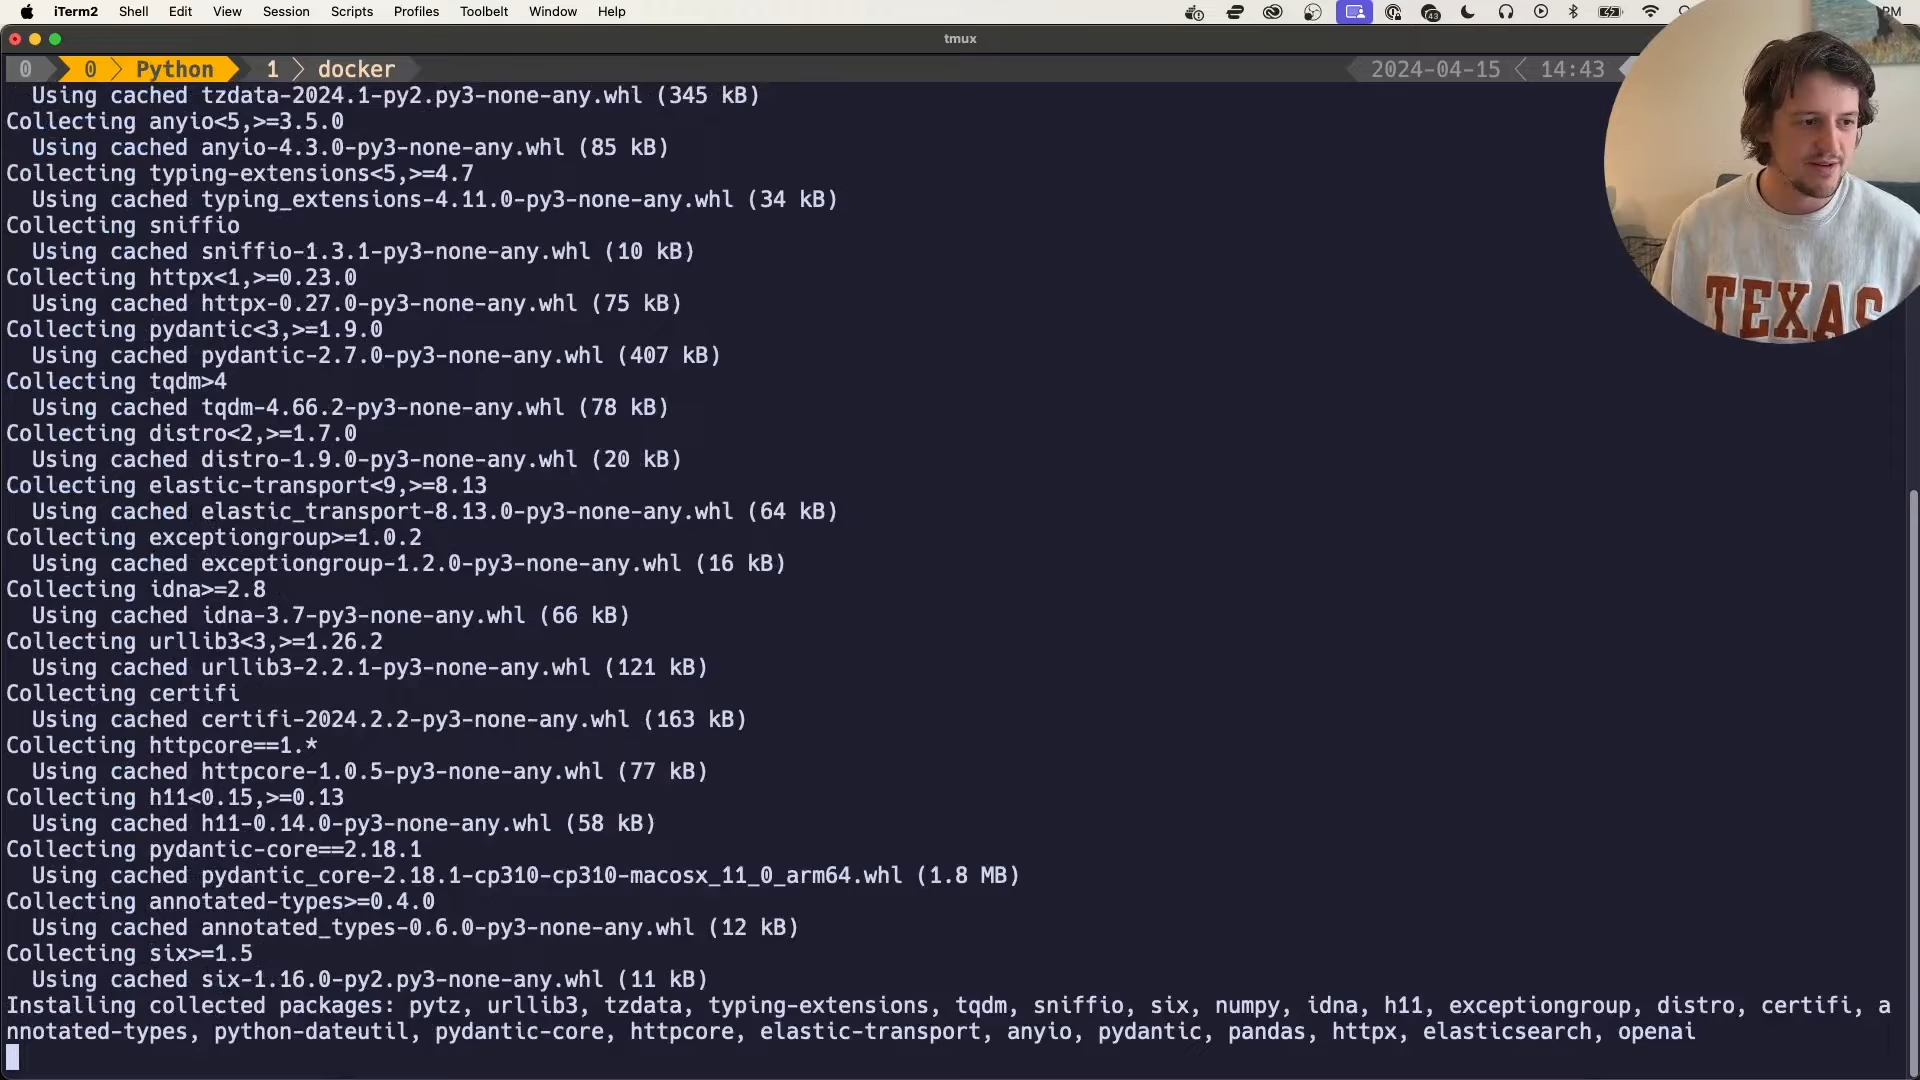 iTerm2 Shell Edit View Session Scripts Profiles Toolbelt Window Help
43
PM
tmux
0 0 Python 1 docker 2024-04-15 14:43
Using cached tzdata-2024.1-py2.py3-none-any.whl (345 kB)
Collecting anyio<5,>=3.5.0
Using cached anyio-4.3.0-py3-none-any.whl (85 kB)
Collecting typing-extensions<5,>=4.7
Using cached typing_extensions-4.11.0-py3-none-any.whl (34 kB)
Collecting sniffio
Using cached sniffio-1.3.1-py3-none-any.whl (10 kB)
Collecting httpx<1,>=0.23.0
Using cached httpx-0.27.0-py3-none-any.whl (75 kB)
Collecting pydantic<3,>=1.9.0
Using cached pydantic-2.7.0-py3-none-any.whl (407 kB)
Collecting tqdm>4
Using cached tqdm-4.66.2-py3-none-any.whl (78 kB)
Collecting distro<2,>=1.7.0
Using cached distro-1.9.0-py3-none-any.whl (20 kB)
Collecting elastic-transport<9,>=8.13
Using cached elastic_transport-8.13.0-py3-none-any.whl (64 kB)
Collecting exceptiongroup>=1.0.2
Using cached exceptiongroup-1.2.0-py3-none-any.whl (16 kB)
Collecting idna>=2.8
Using cached idna-3.7-py3-none-any.whl (66 kB)
Collecting urllib3<3,>=1.26.2
Using cached urllib3-2.2.1-py3-none-any.whl (121 kB)
Collecting certifi
Using cached certifi-2024.2.2-py3-none-any.whl (163 kB)
Collecting httpcore==1.*
Using cached httpcore-1.0.5-py3-none-any.whl (77 kB)
Collecting h11<0.15,>=0.13
Using cached h11-0.14.0-py3-none-any.whl (58 kB)
Collecting pydantic-core==2.18.1
Using cached pydantic_core-2.18.1-cp310-cp310-macosx_11_0_arm64.whl (1.8 MB)
Collecting annotated-types>=0.4.0
Using cached annotated_types-0.6.0-py3-none-any.whl (12 kB)
Collecting six>=1.5
Using cached six-1.16.0-py2.py3-none-any.whl (11 kB)
Installing collected packages: pytz, urllib3, tzdata, typing-extensions, tqdm, sniffio, six, numpy, idna, h11, exceptiongroup, distro, certifi, a
nnotated-types, python-dateutil, pydantic-core, httpcore, elastic-transport, anyio, pydantic, pandas, httpx, elasticsearch, openai
TEXAS